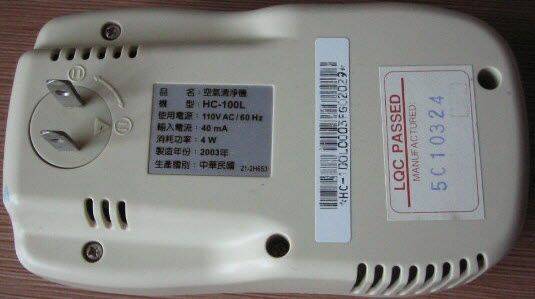 品　名：空氣清淨機
機　型：HC-100L
使用電源：110V AC / 60 Hz
輸入電流：40 mA
消耗功率：4 W
製造年份：2003年
生產國別：中華民國 21-2H653
LQC PASSED
MANUFACTURED
5C10324